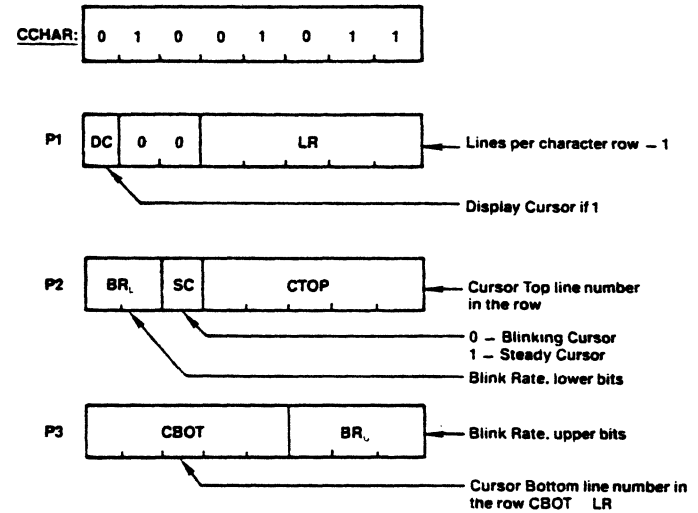 CCHAR: 0 1 0 0 1 0 1 1
P1 DC 0 0 LR Lines per character row – 1
Display Cursor if 1
P2 BRL SC CTOP Cursor Top line number
in the row
0 – Blinking Cursor
1 – Steady Cursor
Blink Rate. lower bits
P3 CBOT BRU Blink Rate. upper bits
Cursor Bottom line number in
the row CBOT LR